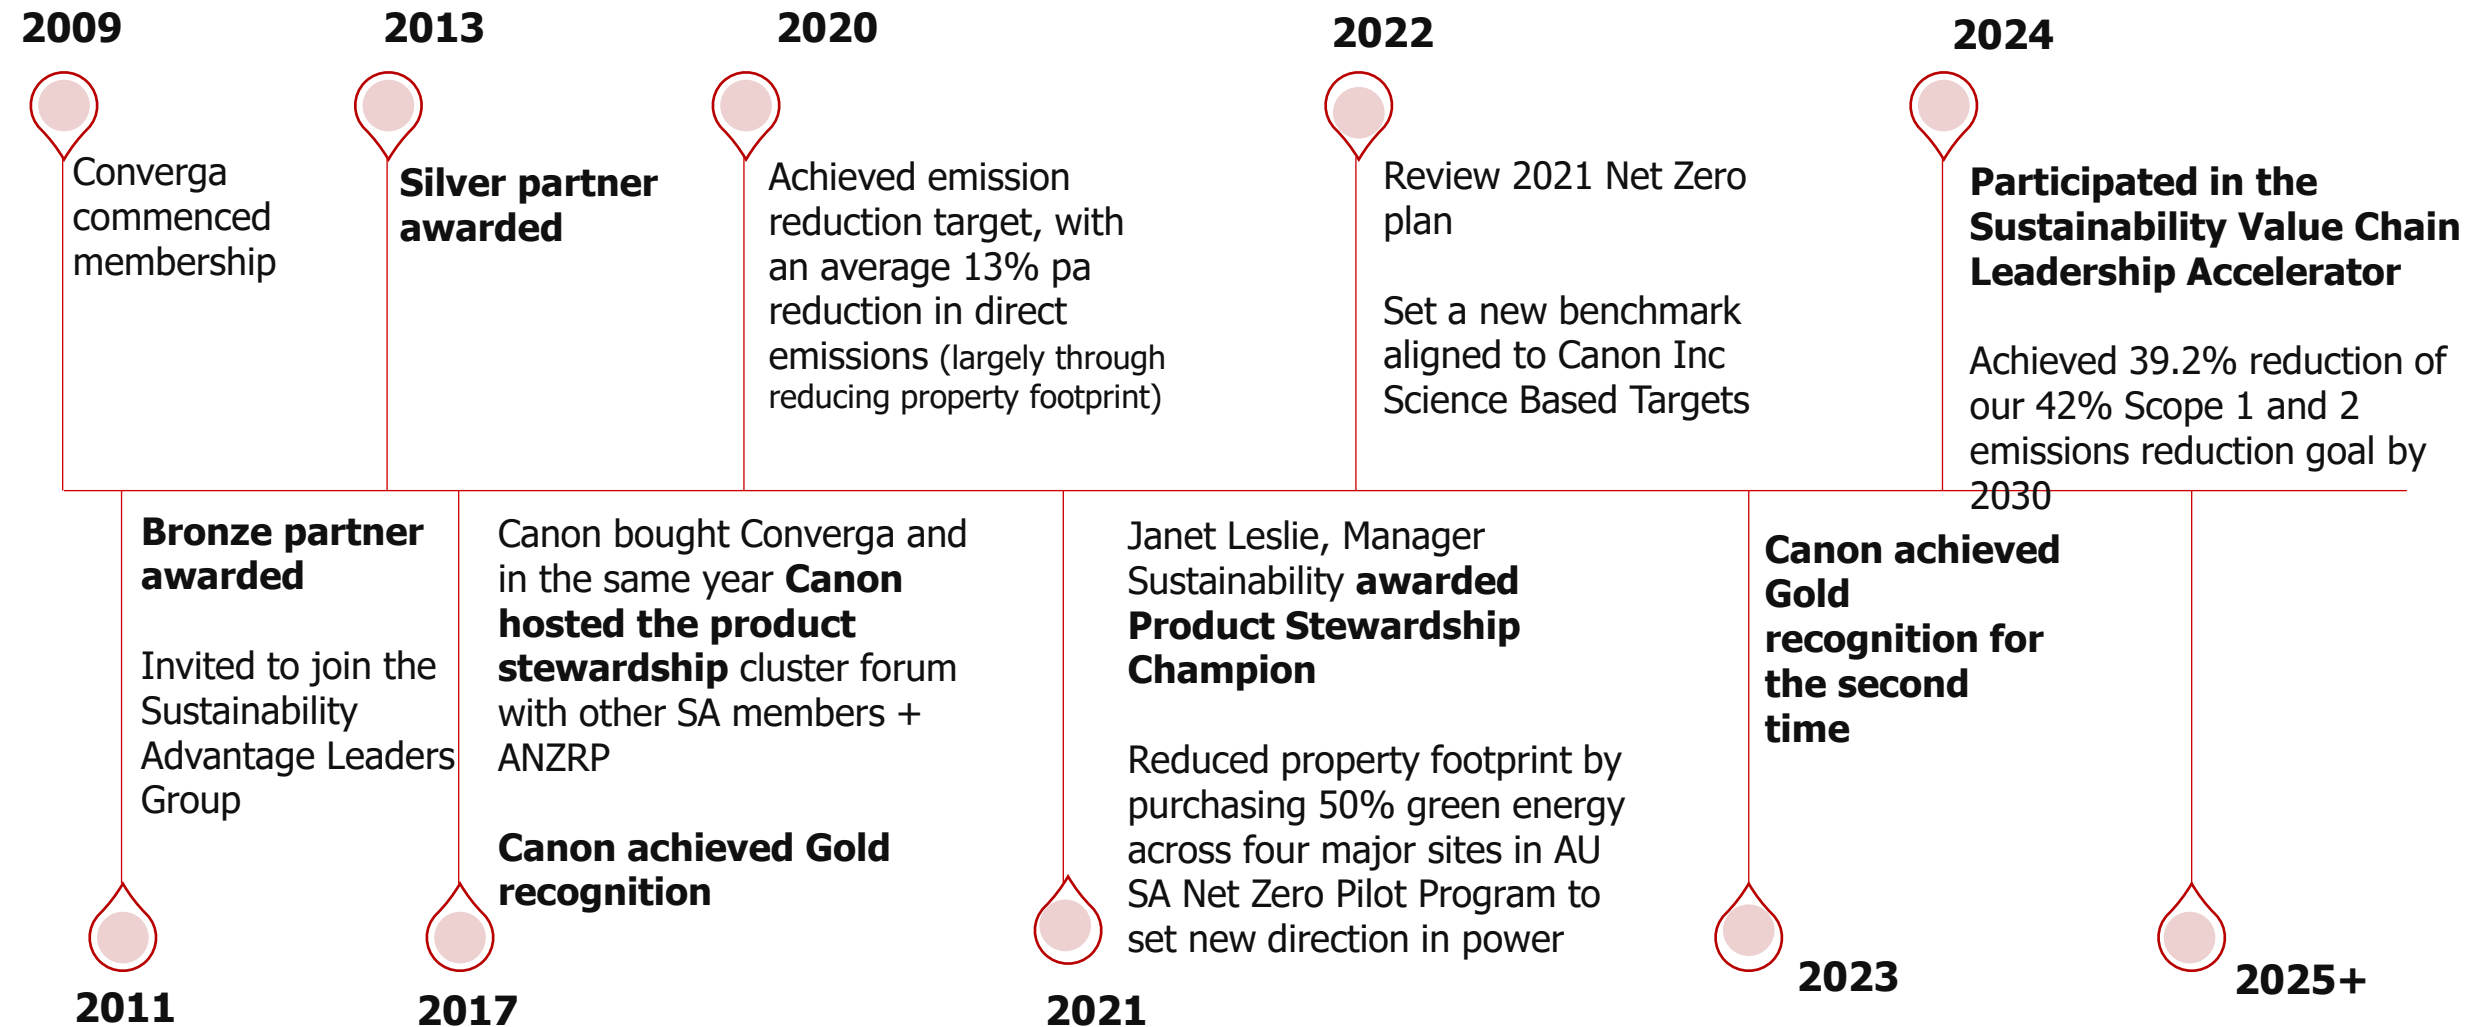 2009
Converga
commenced
membership
2013
Silver partner
awarded
2020
Achieved emission
reduction target, with
an average 13% pa
reduction in direct
emissions (largely through
reducing property footprint)
2022
Review 2021 Net Zero
plan
Set a new benchmark
aligned to Canon Inc
Science Based Targets
2024
Participated in the
Sustainability Value Chain
Leadership Accelerator
Achieved 39.2% reduction of
our 42% Scope 1 and 2
emissions reduction goal by
2030
Bronze partner
awarded
Invited to join the
Sustainability
Advantage Leaders
Group
2011
Canon bought Converga and
in the same year Canon
hosted the product
stewardship cluster forum
with other SA members +
ANZRP
Canon achieved Gold
recognition
2017
Janet Leslie, Manager
Sustainability awarded
Product Stewardship
Champion
Reduced property footprint by
purchasing 50% green energy
across four major sites in AU
SA Net Zero Pilot Program to
set new direction in power
2021
Canon achieved
Gold
recognition for
the second
time
2023
2025+